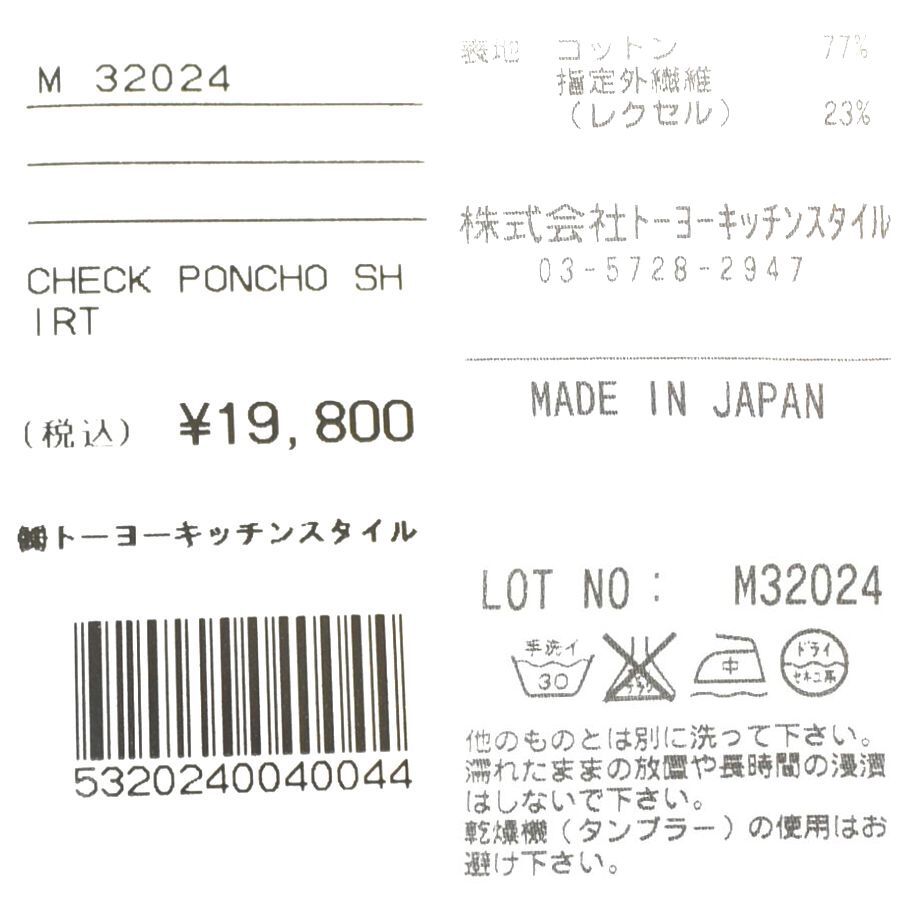 M 32024
CHECK PONCHO SH
IRT
(税込) ¥19,800
㈱トーヨーキッチンスタイル
5320240040044
表地 コットン 77%
指定外繊維
(レクセル) 23%
株式会社トーヨーキッチンスタイル
03-5728-2947
MADE IN JAPAN
LOT NO: M32024
手洗イ
30
中
ドライ
セキユ系
他のものとは別に洗って下さい。
濡れたままの放置や長時間の浸漬
はしないで下さい。
乾燥機(タンブラー)の使用はお
避け下さい。